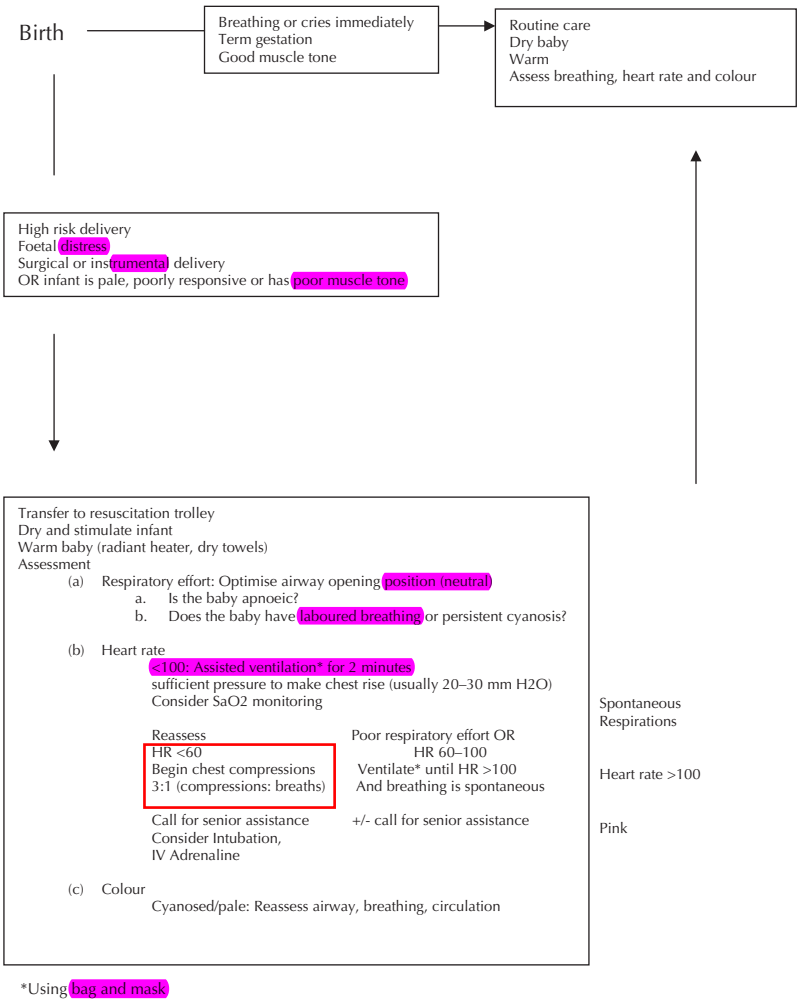 Birth
Breathing or cries immediately
Term gestation
Good muscle tone
Routine care
Dry baby
Warm
Assess breathing, heart rate and colour
High risk delivery
Foetal distress
Surgical or instrumental delivery
OR infant is pale, poorly responsive or has poor muscle tone
Transfer to resuscitation trolley
Dry and stimulate infant
Warm baby (radiant heater, dry towels)
Assessment
(a) Respiratory effort: Optimise airway opening position (neutral)
a. Is the baby apnoeic?
b. Does the baby have laboured breathing or persistent cyanosis?
(b) Heart rate
<100: Assisted ventilation* for 2 minutes
sufficient pressure to make chest rise (usually 20–30 mm H2O)
Consider SaO2 monitoring
Reassess
HR <60
Begin chest compressions
3:1 (compressions: breaths)
Call for senior assistance
Consider Intubation,
IV Adrenaline
Poor respiratory effort OR
HR 60–100
Ventilate* until HR >100
And breathing is spontaneous
+/- call for senior assistance
(c) Colour
Cyanosed/pale: Reassess airway, breathing, circulation
Spontaneous
Respirations
Heart rate >100
Pink
*Using bag and mask